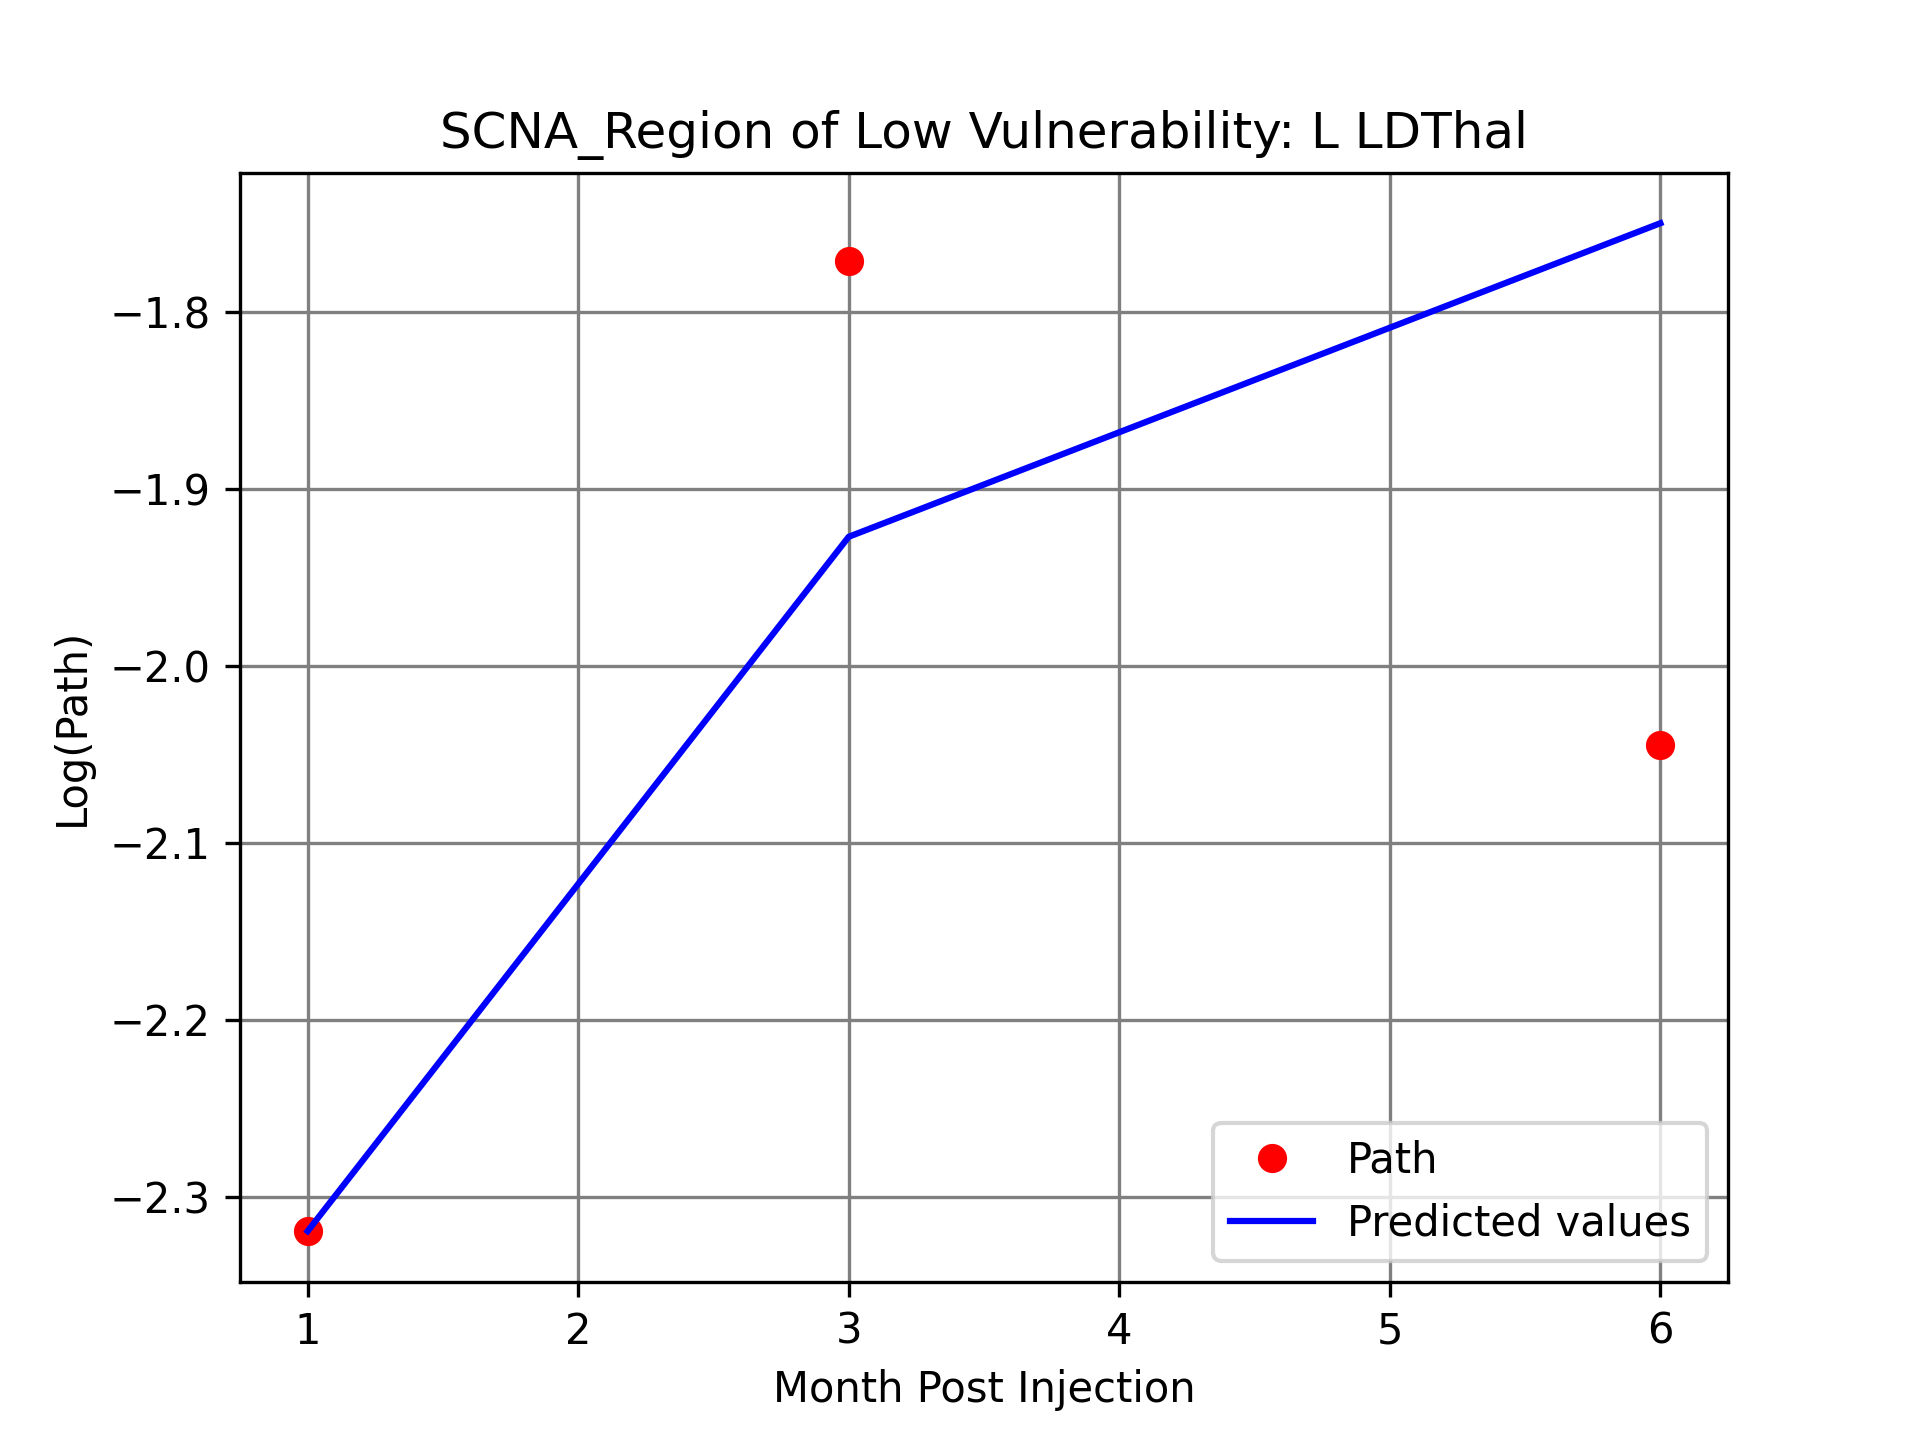 SCNA_Region of Low Vulnerability: L LDThal
−1.8
−1.9
−2.0
−2.1
−2.2
−2.3
Log(Path)
Path
Predicted values
1 2 3 4 5 6
Month Post Injection